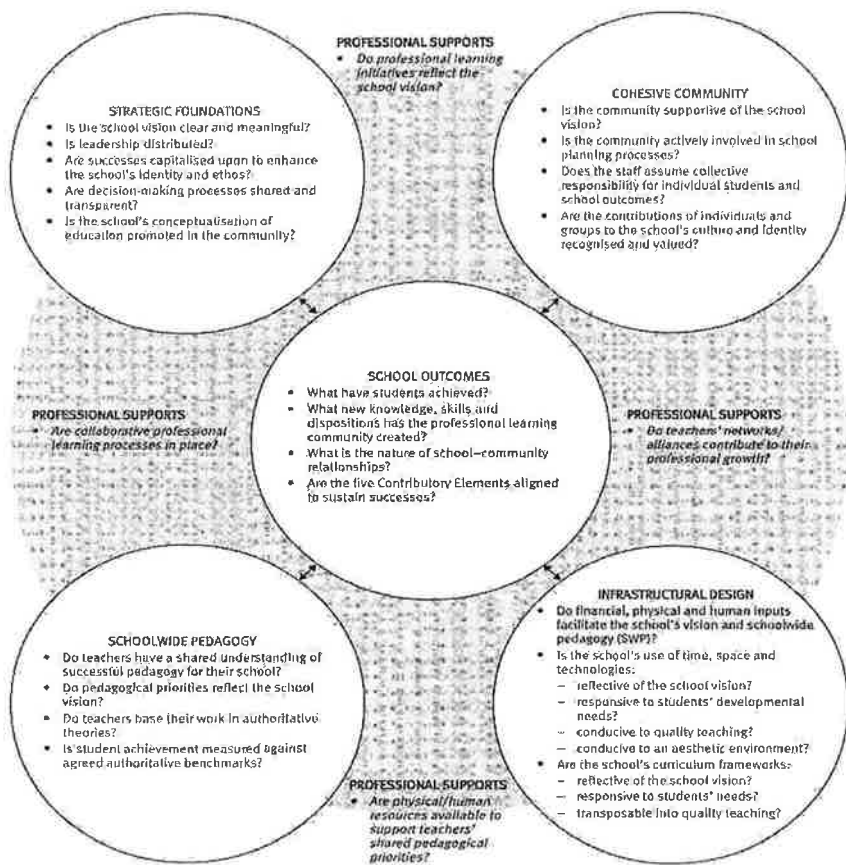 PROFESSIONAL SUPPORTS
• Do professional learning
initiatives reflect the
school vision?
STRATEGIC FOUNDATIONS
• Is the school vision clear and meaningful?
• Is leadership distributed?
• Are successes capitalised upon to enhance
the school's identity and ethos?
• Are decision-making processes shared and
transparent?
• Is the school's conceptualisation of
education promoted in the community?
COHESIVE COMMUNITY
• Is the community supportive of the school
vision?
• Is the community actively involved in school
planning processes?
• Does the staff assume collective
responsibility for individual students and
school outcomes?
• Are the contributions of individuals and
groups to the school's culture and identity
recognised and valued?
PROFESSIONAL SUPPORTS
• Are collaborative professional
learning processes in place?
SCHOOL OUTCOMES
• What have students achieved?
• What new knowledge, skills and
dispositions has the professional learning
community created?
• What is the nature of school–community
relationships?
• Are the five Contributory Elements aligned
to sustain successes?
PROFESSIONAL SUPPORTS
• Do teachers' networks/
alliances contribute to their
professional growth?
SCHOOLWIDE PEDAGOGY
• Do teachers have a shared understanding of
successful pedagogy for their school?
• Do pedagogical priorities reflect the school
vision?
• Do teachers base their work in authoritative
theories?
• Is student achievement measured against
agreed authoritative benchmarks?
INFRASTRUCTURAL DESIGN
• Do financial, physical and human inputs
facilitate the school's vision and schoolwide
pedagogy (SWP)?
• Is the school's use of time, space and
technologies:
– reflective of the school vision?
– responsive to students' developmental
needs?
– conducive to quality teaching?
– conducive to an aesthetic environment?
• Are the school's curriculum frameworks:
– reflective of the school vision?
– responsive to students' needs?
– transposable into quality teaching?
PROFESSIONAL SUPPORTS
• Are physical/human
resources available to
support teachers'
shared pedagogical
priorities?